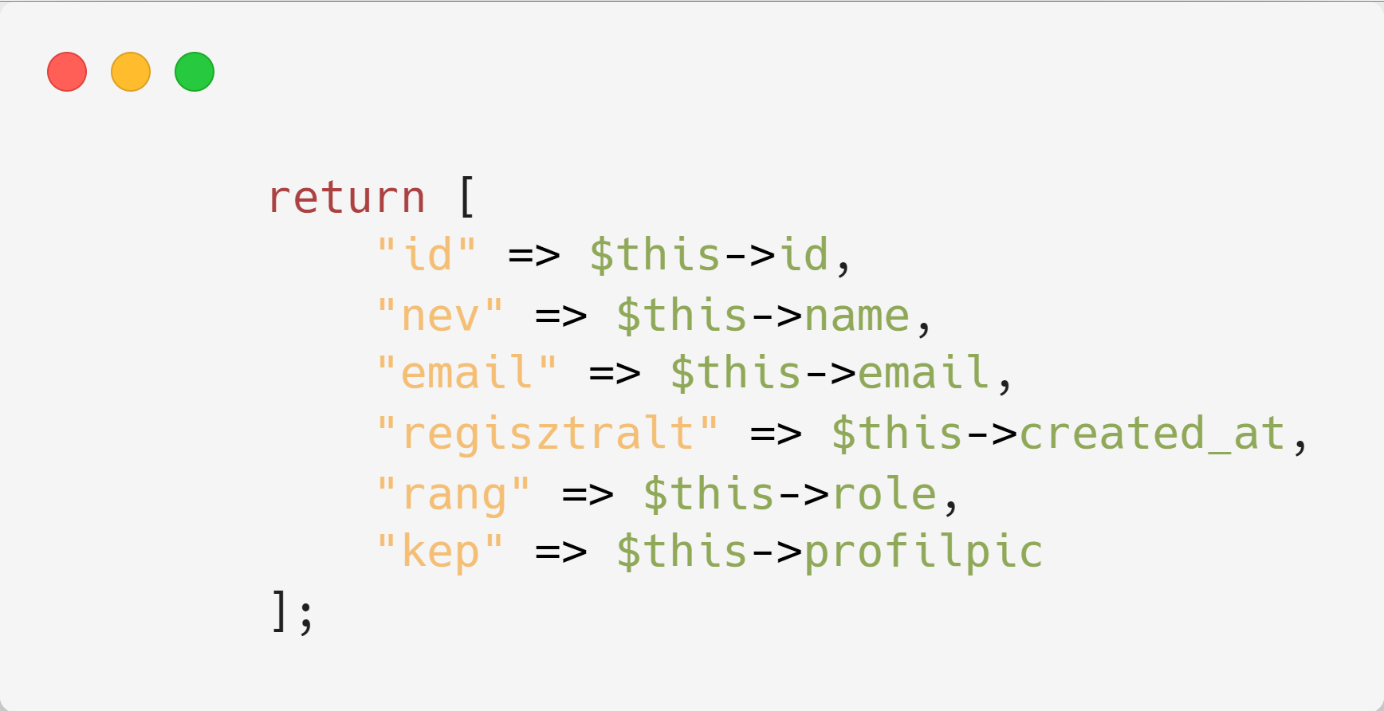 return [
"id" => $this->id,
"nev" => $this->name,
"email" => $this->email,
"regisztralt" => $this->created_at,
"rang" => $this->role,
"kep" => $this->profilpic
];